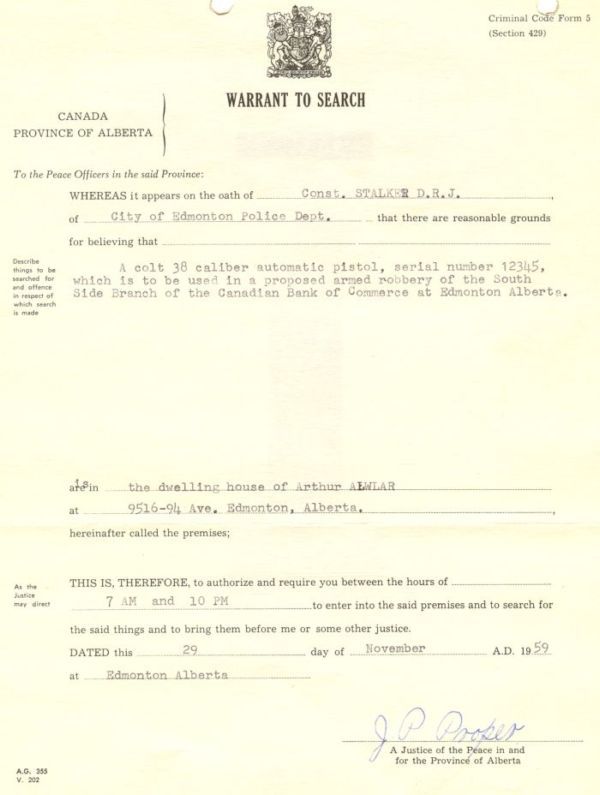 Criminal Code Form 5
(Section 429)
WARRANT TO SEARCH
CANADA
PROVINCE OF ALBERTA
To the Peace Officers in the said Province:
WHEREAS it appears on the oath of Const. STALKER D.R.J.,
of City of Edmonton Police Dept. that there are reasonable grounds
for believing that
Describe
things to be
searched for
and offence
in respect of
which search
is made
A colt 38 caliber automatic pistol, serial number 12345,
which is to be used in a proposed armed robbery of the South
Side Branch of the Canadian Bank of Commerce at Edmonton Alberta.
is in the dwelling house of Arthur
at 9516-94 Ave. Edmonton, Alberta.,
hereinafter called the premises;
As the
Justice
may direct
THIS IS, THEREFORE, to authorize and require you between the hours of
7 AM and 10 PM to enter into the said premises and to search for
the said things and to bring them before me or some other justice.
DATED this 29 day of November A.D. 1959
at Edmonton Alberta
J P Proper
A Justice of the Peace in and
for the Province of Alberta
A.G. 355
V. 202